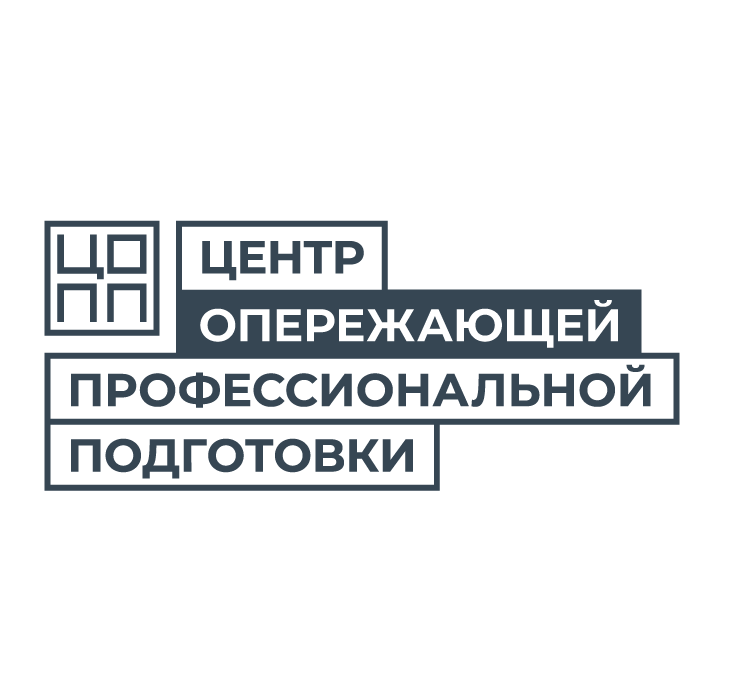 ЦО
ПП
ЦЕНТР
ОПЕРЕЖАЮЩЕЙ
ПРОФЕССИОНАЛЬНОЙ
ПОДГОТОВКИ